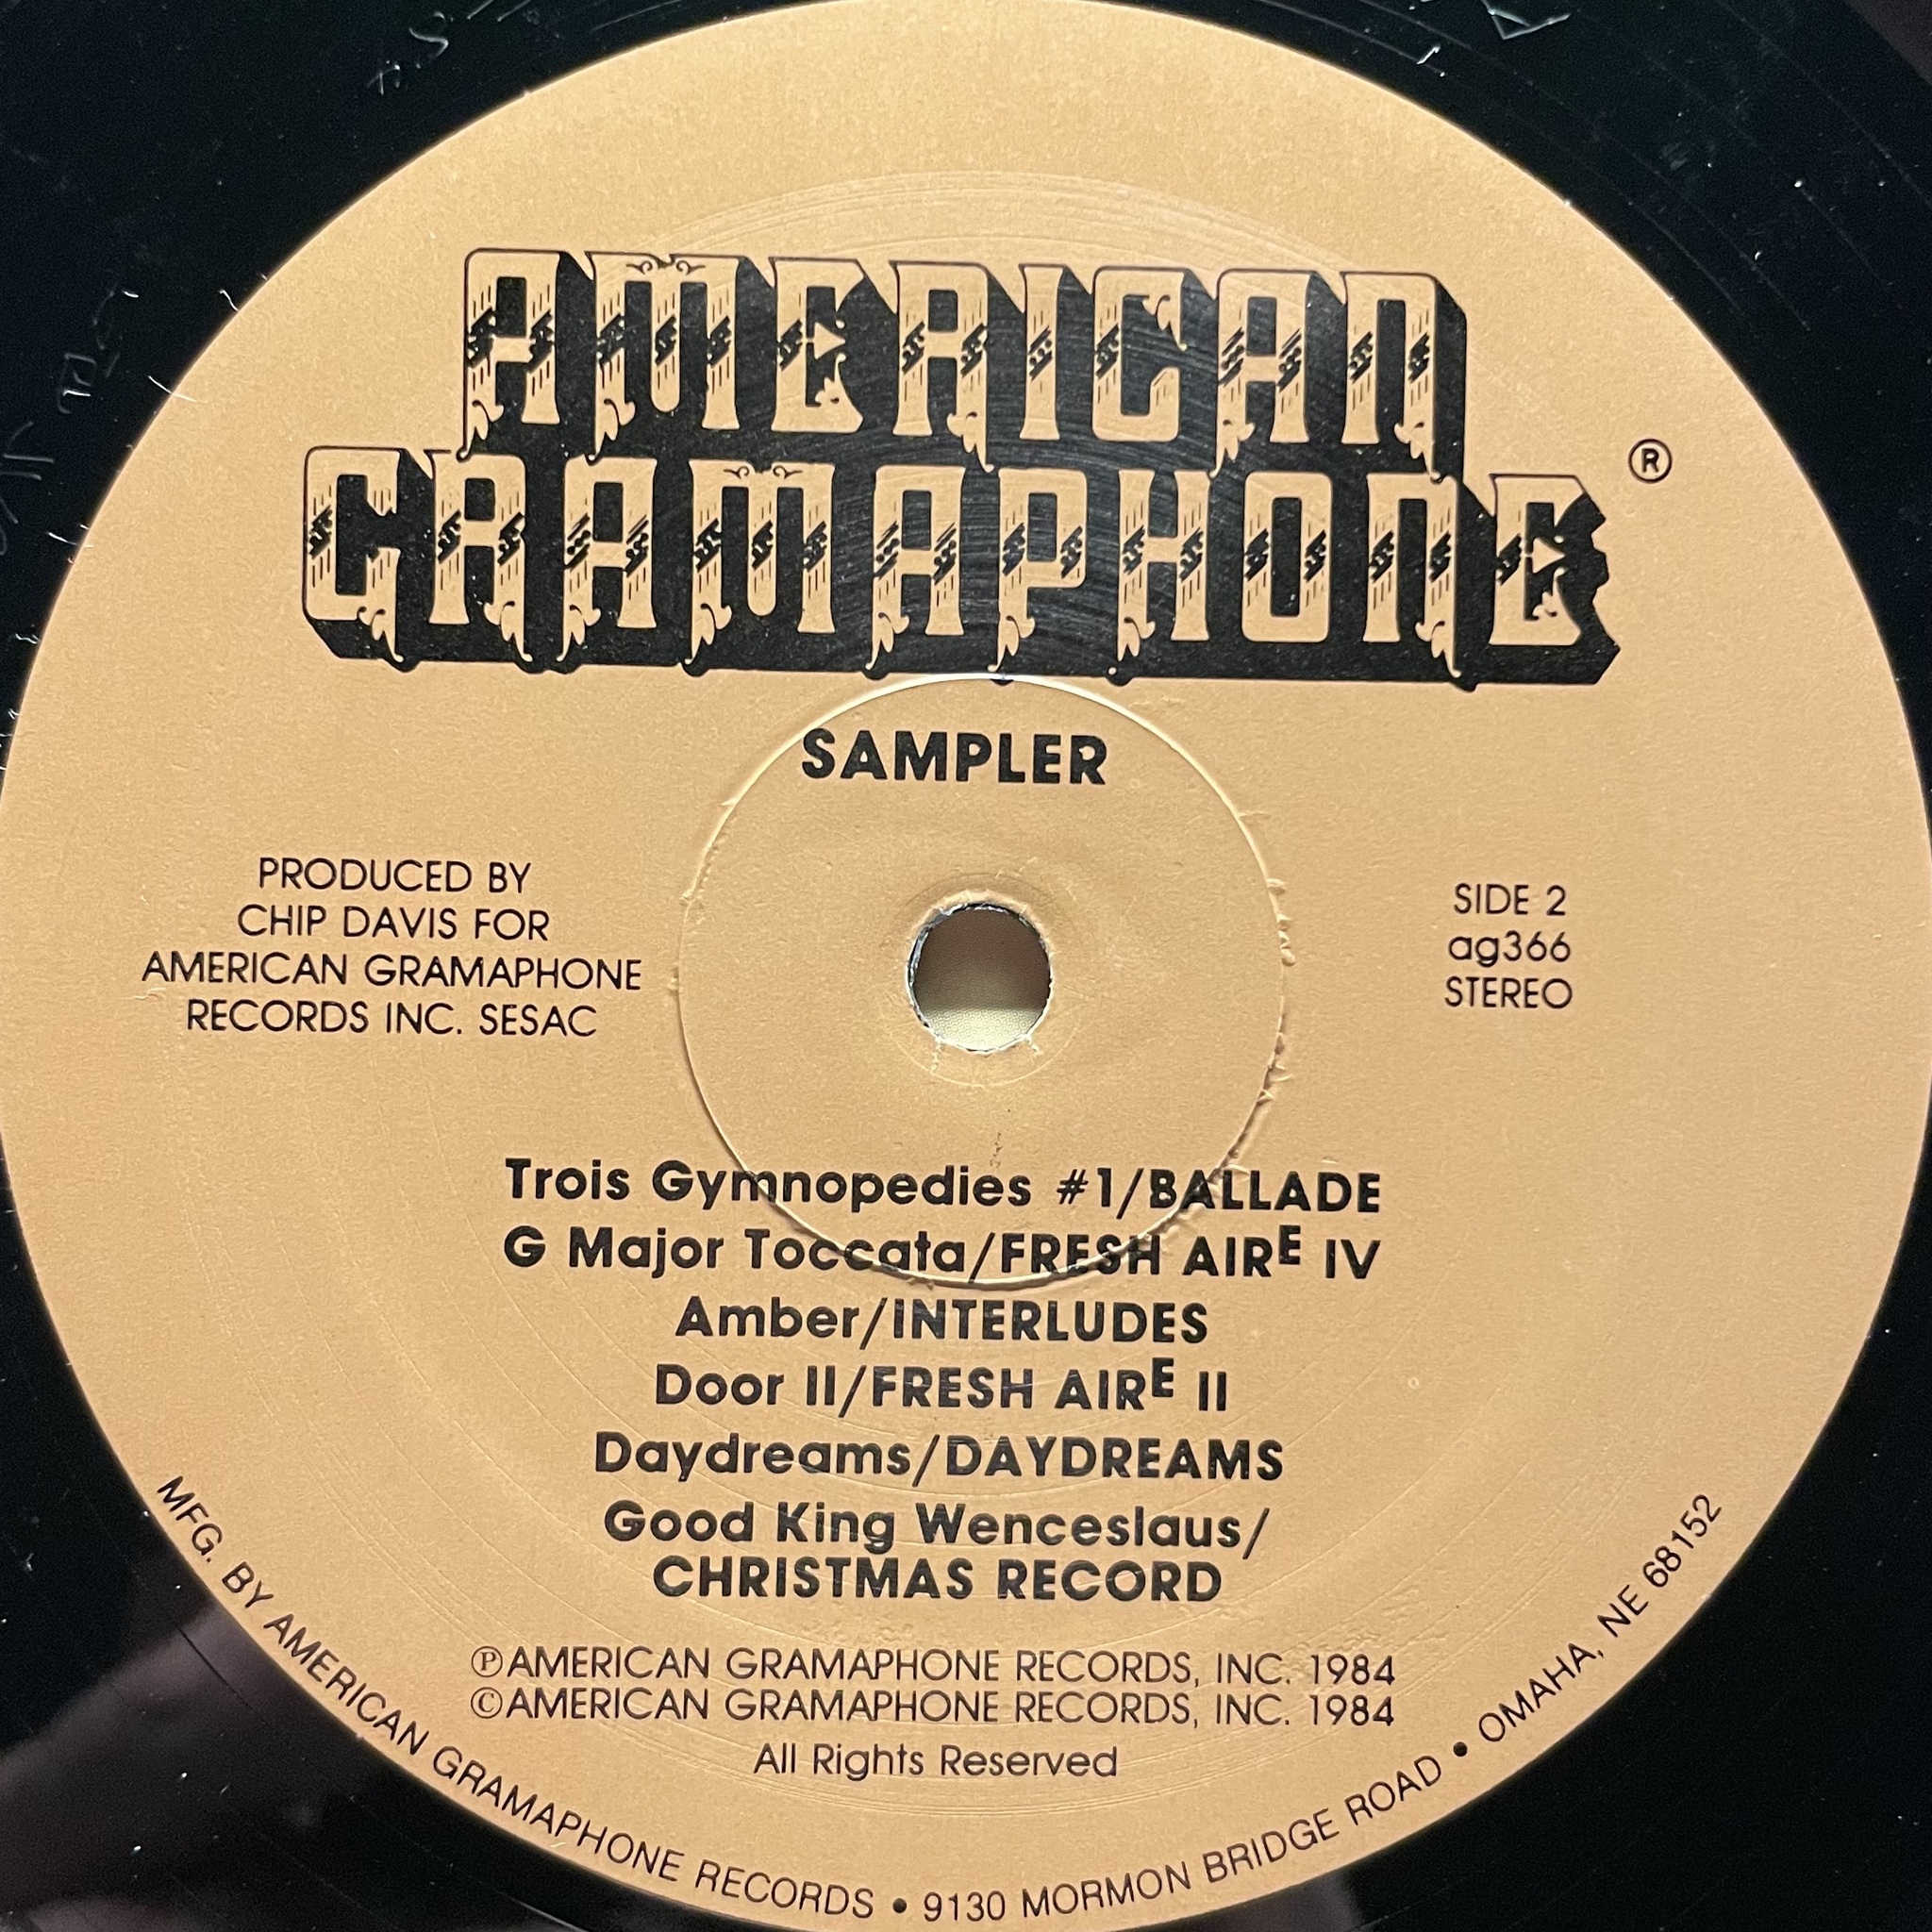 AMERICAN
GRAMAPHONE
®
SAMPLER
PRODUCED BY
CHIP DAVIS FOR
AMERICAN GRAMAPHONE
RECORDS INC. SESAC
SIDE 2
ag366
STEREO
Trois Gymnopedies #1/BALLADE
G Major Toccata/FRESH AIRE IV
Amber/INTERLUDES
Door II/FRESH AIRE II
Daydreams/DAYDREAMS
Good King Wenceslaus/
CHRISTMAS RECORD
℗AMERICAN GRAMAPHONE RECORDS, INC. 1984
©AMERICAN GRAMAPHONE RECORDS, INC. 1984
All Rights Reserved
MFG. BY AMERICAN GRAMAPHONE RECORDS • 9130 MORMON BRIDGE ROAD • OMAHA, NE 68152